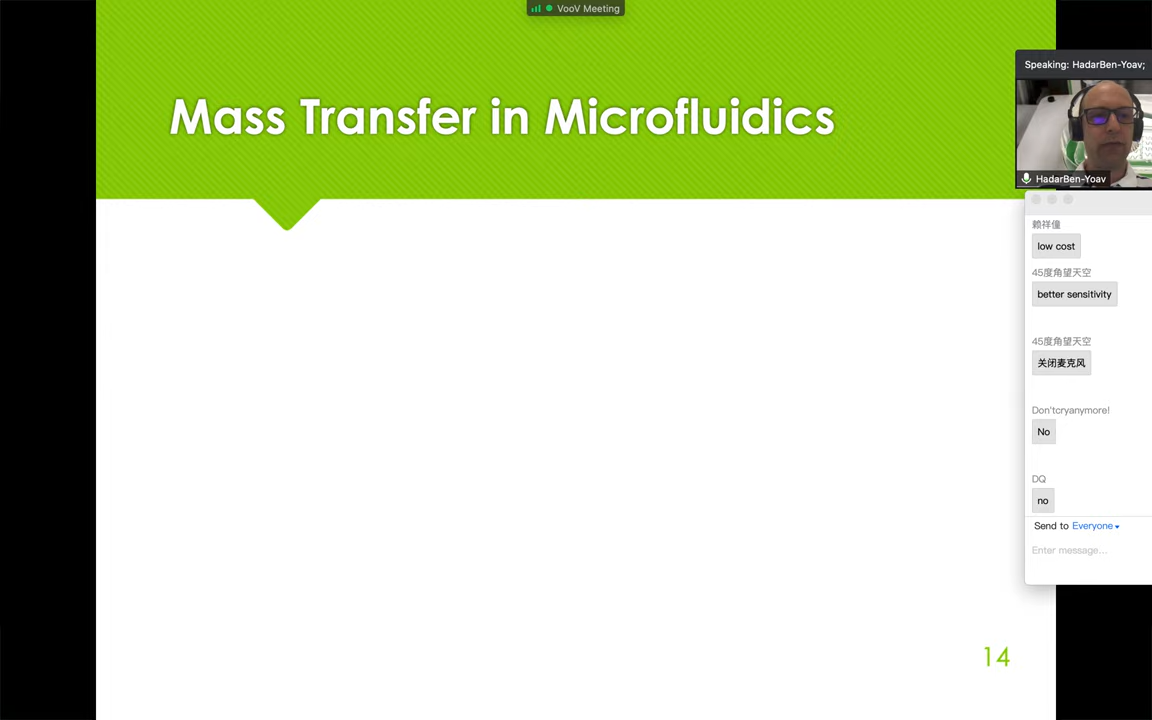 VooV Meeting
Mass Transfer in Microfluidics
Speaking: HadarBen-Yoav;
HadarBen-Yoav
赖祥僮
low cost
45度角望天空
better sensitivity
45度角望天空
关闭麦克风
Don'tcryanymore!
No
DQ
no
Send to Everyone
Enter message...
14